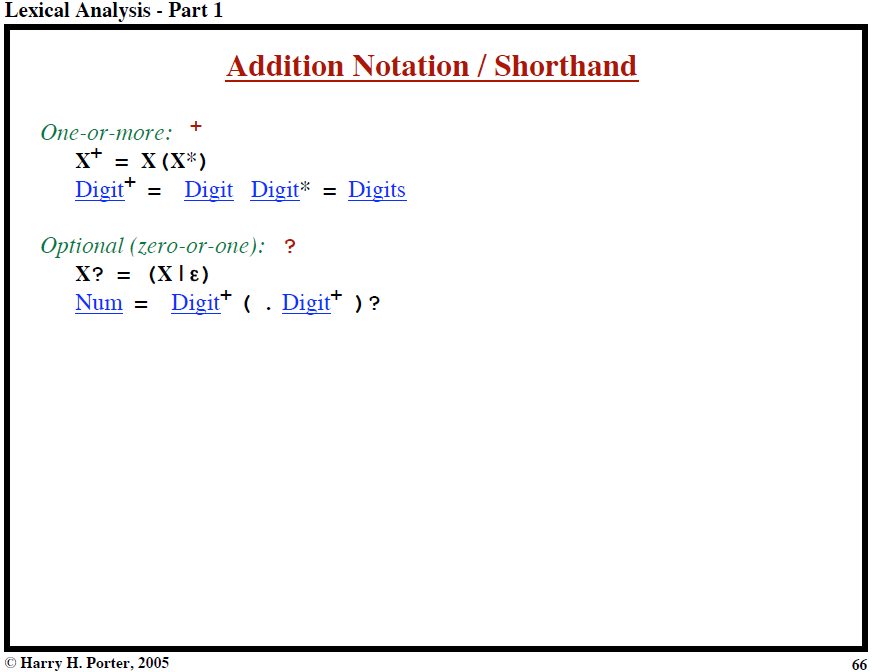 Lexical Analysis - Part 1
Addition Notation / Shorthand
One-or-more: +
X+ = X(X*)
Digit+ = Digit Digit* = Digits
Optional (zero-or-one): ?
X? = (X|ε)
Num = Digit+ ( . Digit+ )?
© Harry H. Porter, 2005
66